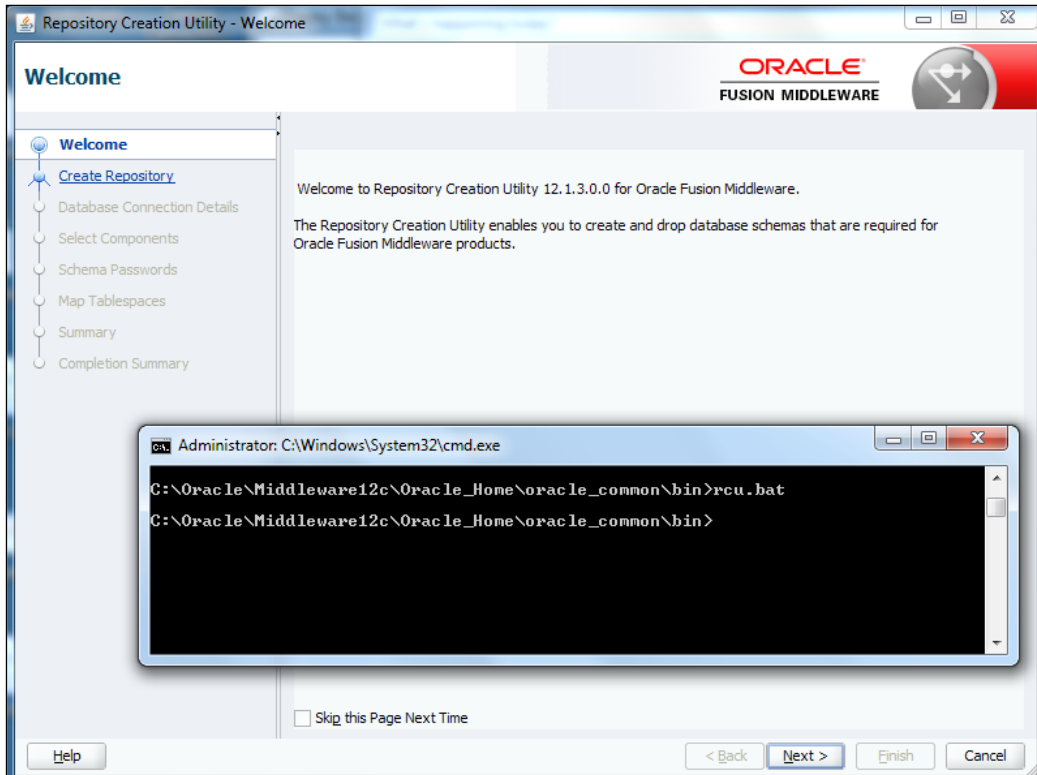 Repository Creation Utility - Welcome
Welcome
ORACLE
FUSION MIDDLEWARE
Welcome
Create Repository
Database Connection Details
Select Components
Schema Passwords
Map Tablespaces
Summary
Completion Summary
Welcome to Repository Creation Utility 12.1.3.0.0 for Oracle Fusion Middleware.
The Repository Creation Utility enables you to create and drop database schemas that are required for
Oracle Fusion Middleware products.
C:\.
Administrator: C:\Windows\System32\cmd.exe
C:\Oracle\Middleware12c\Oracle_Home\oracle_common\bin>rcu.bat
C:\Oracle\Middleware12c\Oracle_Home\oracle_common\bin>
Skip this Page Next Time
Help
< Back
Next >
Finish
Cancel